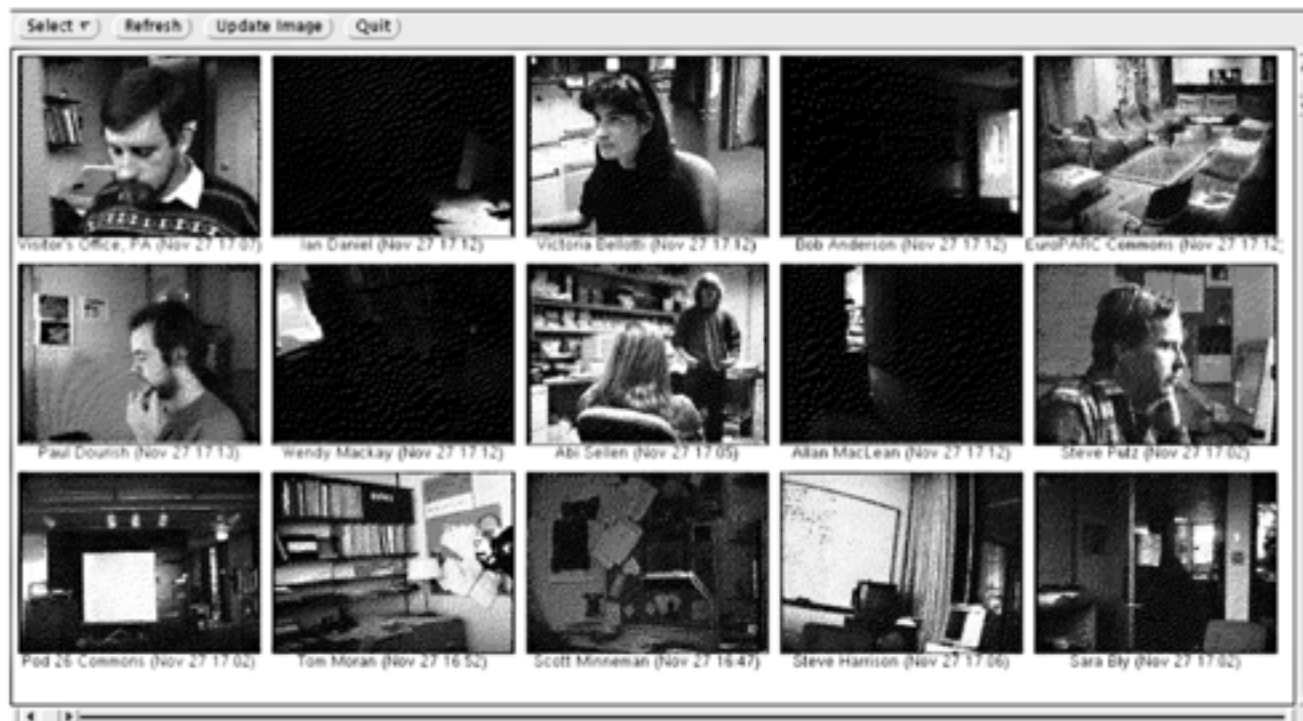 Select Refresh Update Image Quit
Visitor's Office, PA (Nov 27 17:07) Ian Daniel (Nov 27 17:12) Victoria Bellotti (Nov 27 17:12) Bob Anderson (Nov 27 17:12) EuroPARC Commons (Nov 27 17:12)
Paul Dourish (Nov 27 17:13) Wendy Mackay (Nov 27 17:12) Abi Sellen (Nov 27 17:05) Allan MacLean (Nov 27 17:12) Steve Putz (Nov 27 17:02)
Pod 26 Commons (Nov 27 17:02) Tom Moran (Nov 27 16:52) Scott Minneman (Nov 27 16:47) Steve Harrison (Nov 27 17:06) Sara Bly (Nov 27 17:02)